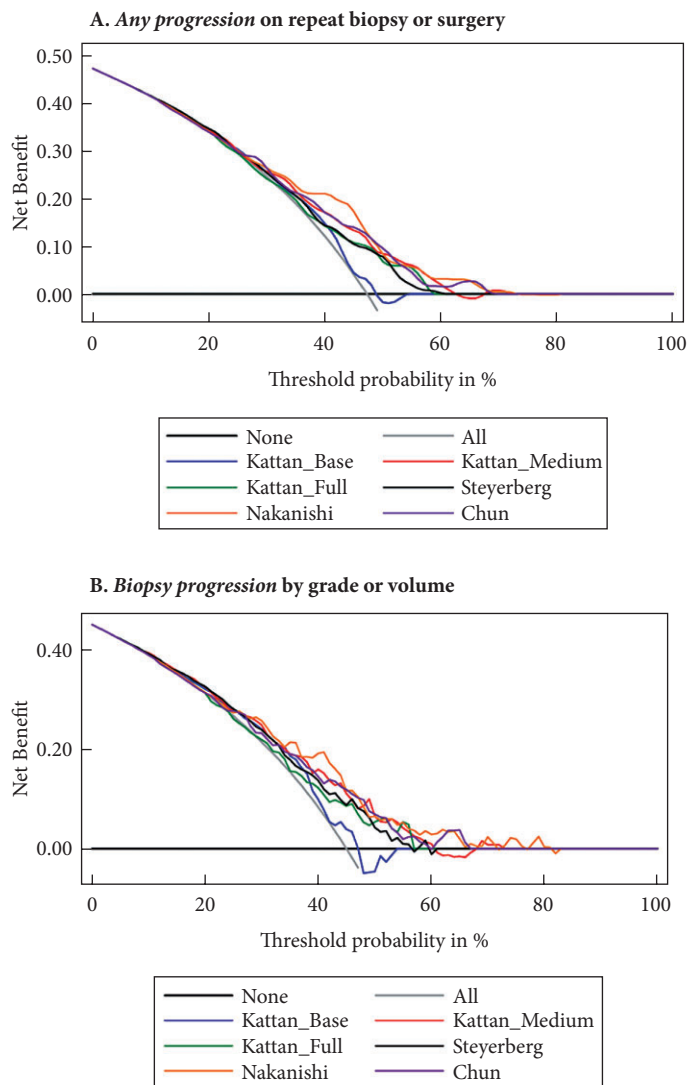 A. Any progression on repeat biopsy or surgery
0.50
0.40
0.30
0.20
0.10
0.00
Net Benefit
0 20 40 60 80 100
Threshold probability in %
None All
Kattan_Base Kattan_Medium
Kattan_Full Steyerberg
Nakanishi Chun
B. Biopsy progression by grade or volume
0.40
0.20
0.00
Net Benefit
0 20 40 60 80 100
Threshold probability in %
None All
Kattan_Base Kattan_Medium
Kattan_Full Steyerberg
Nakanishi Chun